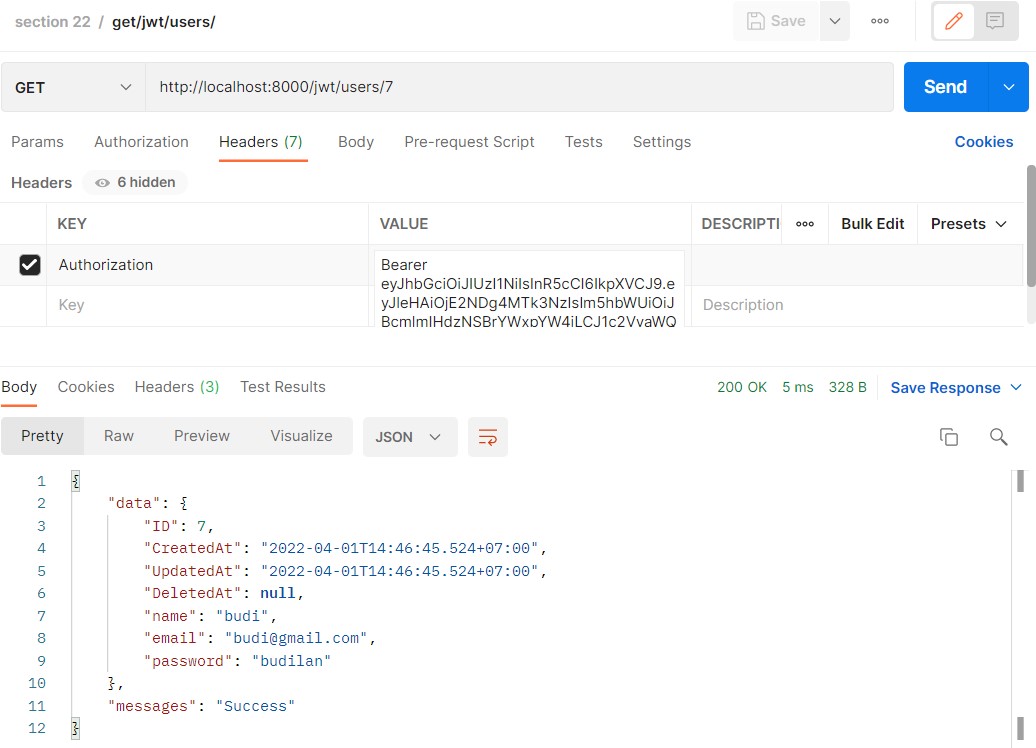 section 22 / get/jwt/users/
Save
GET http://localhost:8000/jwt/users/7 Send
Params Authorization Headers (7) Body Pre-request Script Tests Settings Cookies
Headers 6 hidden
KEY VALUE DESCRIPTI Bulk Edit Presets
Authorization
Bearer
eyJhbGciOiJIUzI1NiIsInR5cCI6IkpXVCJ9.e
yJleHAiOjE2NDg4MTk3NzIsIm5hbWUiOiJ
BcmlmIHdzNSBrYWxpYW4iLCJ1c2VyaWQ
Key Description
Body Cookies Headers (3) Test Results 200 OK 5 ms 328 B Save Response
Pretty Raw Preview Visualize JSON
1 {
2 "data": {
3 "ID": 7,
4 "CreatedAt": "2022-04-01T14:46:45.524+07:00",
5 "UpdatedAt": "2022-04-01T14:46:45.524+07:00",
6 "DeletedAt": null,
7 "name": "budi",
8 "email": "budi@gmail.com",
9 "password": "budilan"
10 },
11 "messages": "Success"
12 }